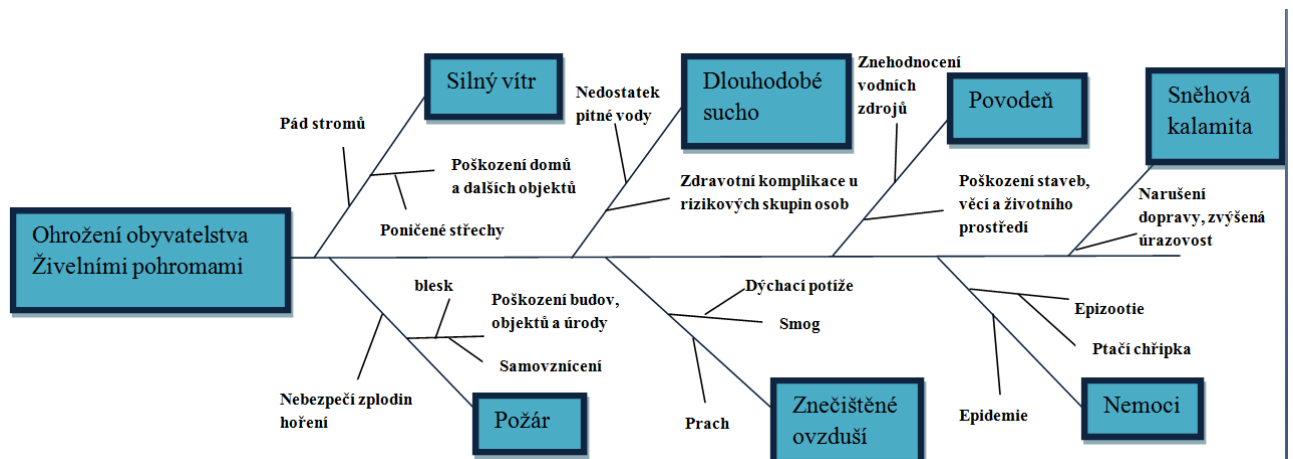 Silný vítr
Dlouhodobé
sucho
Povodeň
Sněhová
kalamita
Pád stromů
Poškození domů
a dalších objektů
Poničené střechy
Nedostatek
pitné vody
Zdravotní komplikace u
rizikových skupin osob
Znehodnocení
vodních
zdrojů
Poškození staveb,
věcí a životního
prostředí
Narušení
dopravy, zvýšená
úrazovost
Ohrožení obyvatelstva
Živelními pohromami
blesk
Poškození budov,
objektů a úrody
Samovznícení
Nebezpečí zplodin
hoření
Požár
Dýchací potíže
Smog
Prach
Znečištěné
ovzduší
Epizootie
Ptačí chřipka
Epidemie
Nemoci